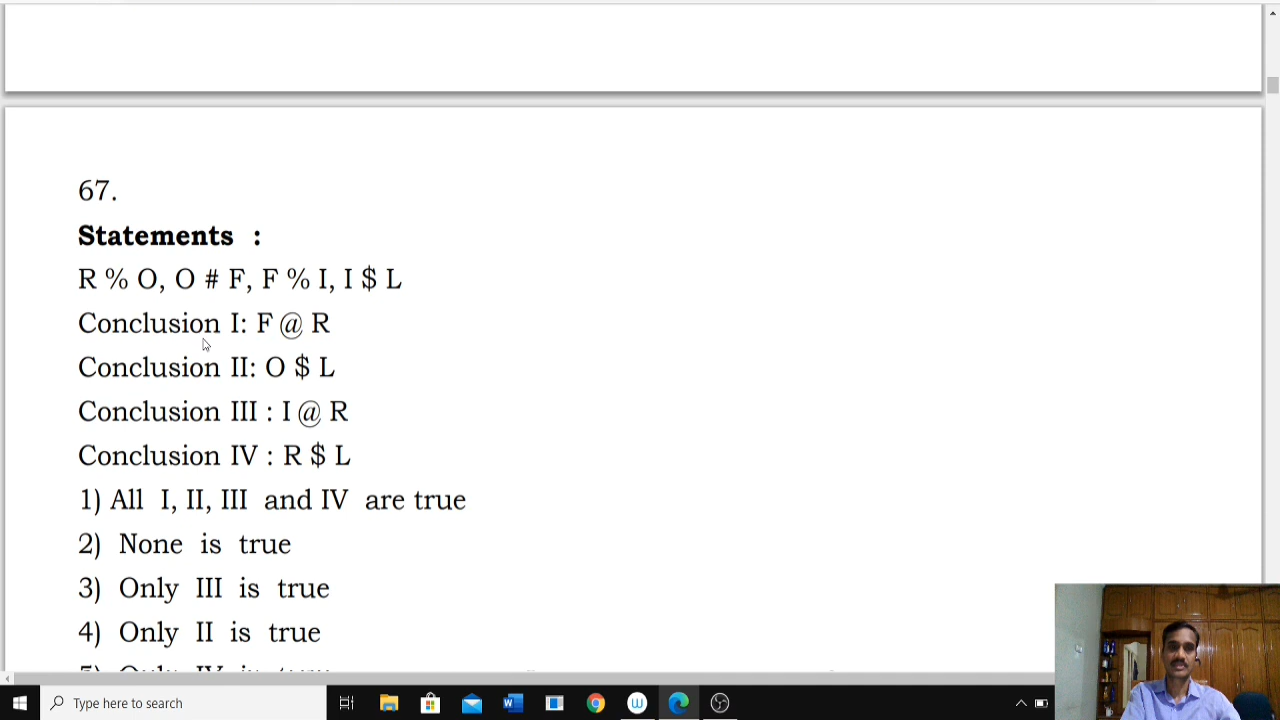 67.
Statements :
R % O, O # F, F % I, I $ L
Conclusion I: F @ R
Conclusion II: O $ L
Conclusion III : I @ R
Conclusion IV : R $ L
1) All I, II, III and IV are true
2) None is true
3) Only III is true
4) Only II is true
Type here to search